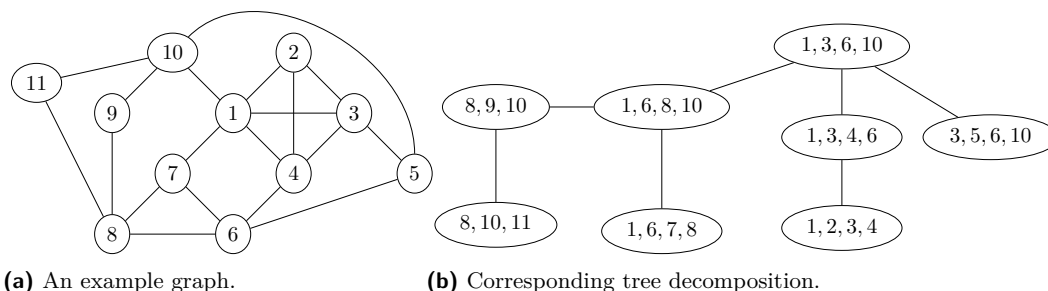 10
2
11
9
1
3
7
4
5
8
6
1, 3, 6, 10
8, 9, 10
1, 6, 8, 10
1, 3, 4, 6
3, 5, 6, 10
8, 10, 11
1, 6, 7, 8
1, 2, 3, 4
(a) An example graph.
(b) Corresponding tree decomposition.